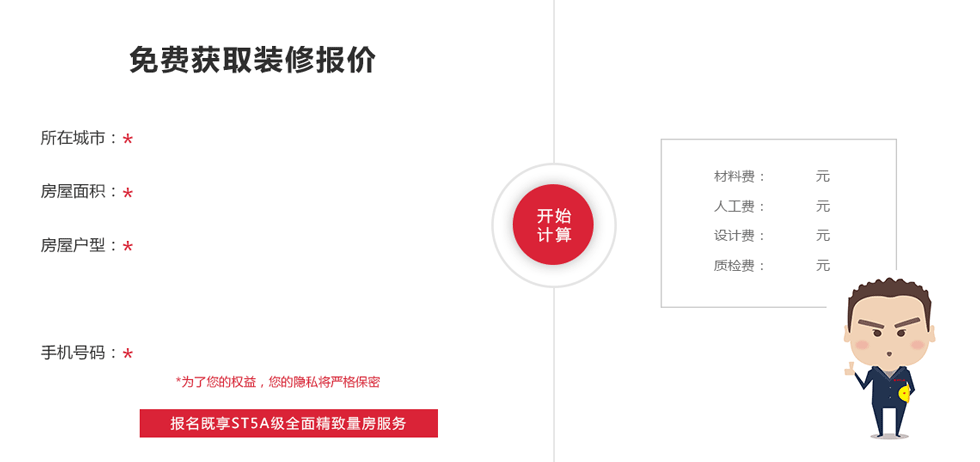 免费获取装修报价
所在城市：*
房屋面积：*
房屋户型：*
手机号码：*
*为了您的权益，您的隐私将严格保密
报名既享ST5A级全面精致量房服务
开始
计算
材料费： 元
人工费： 元
设计费： 元
质检费： 元